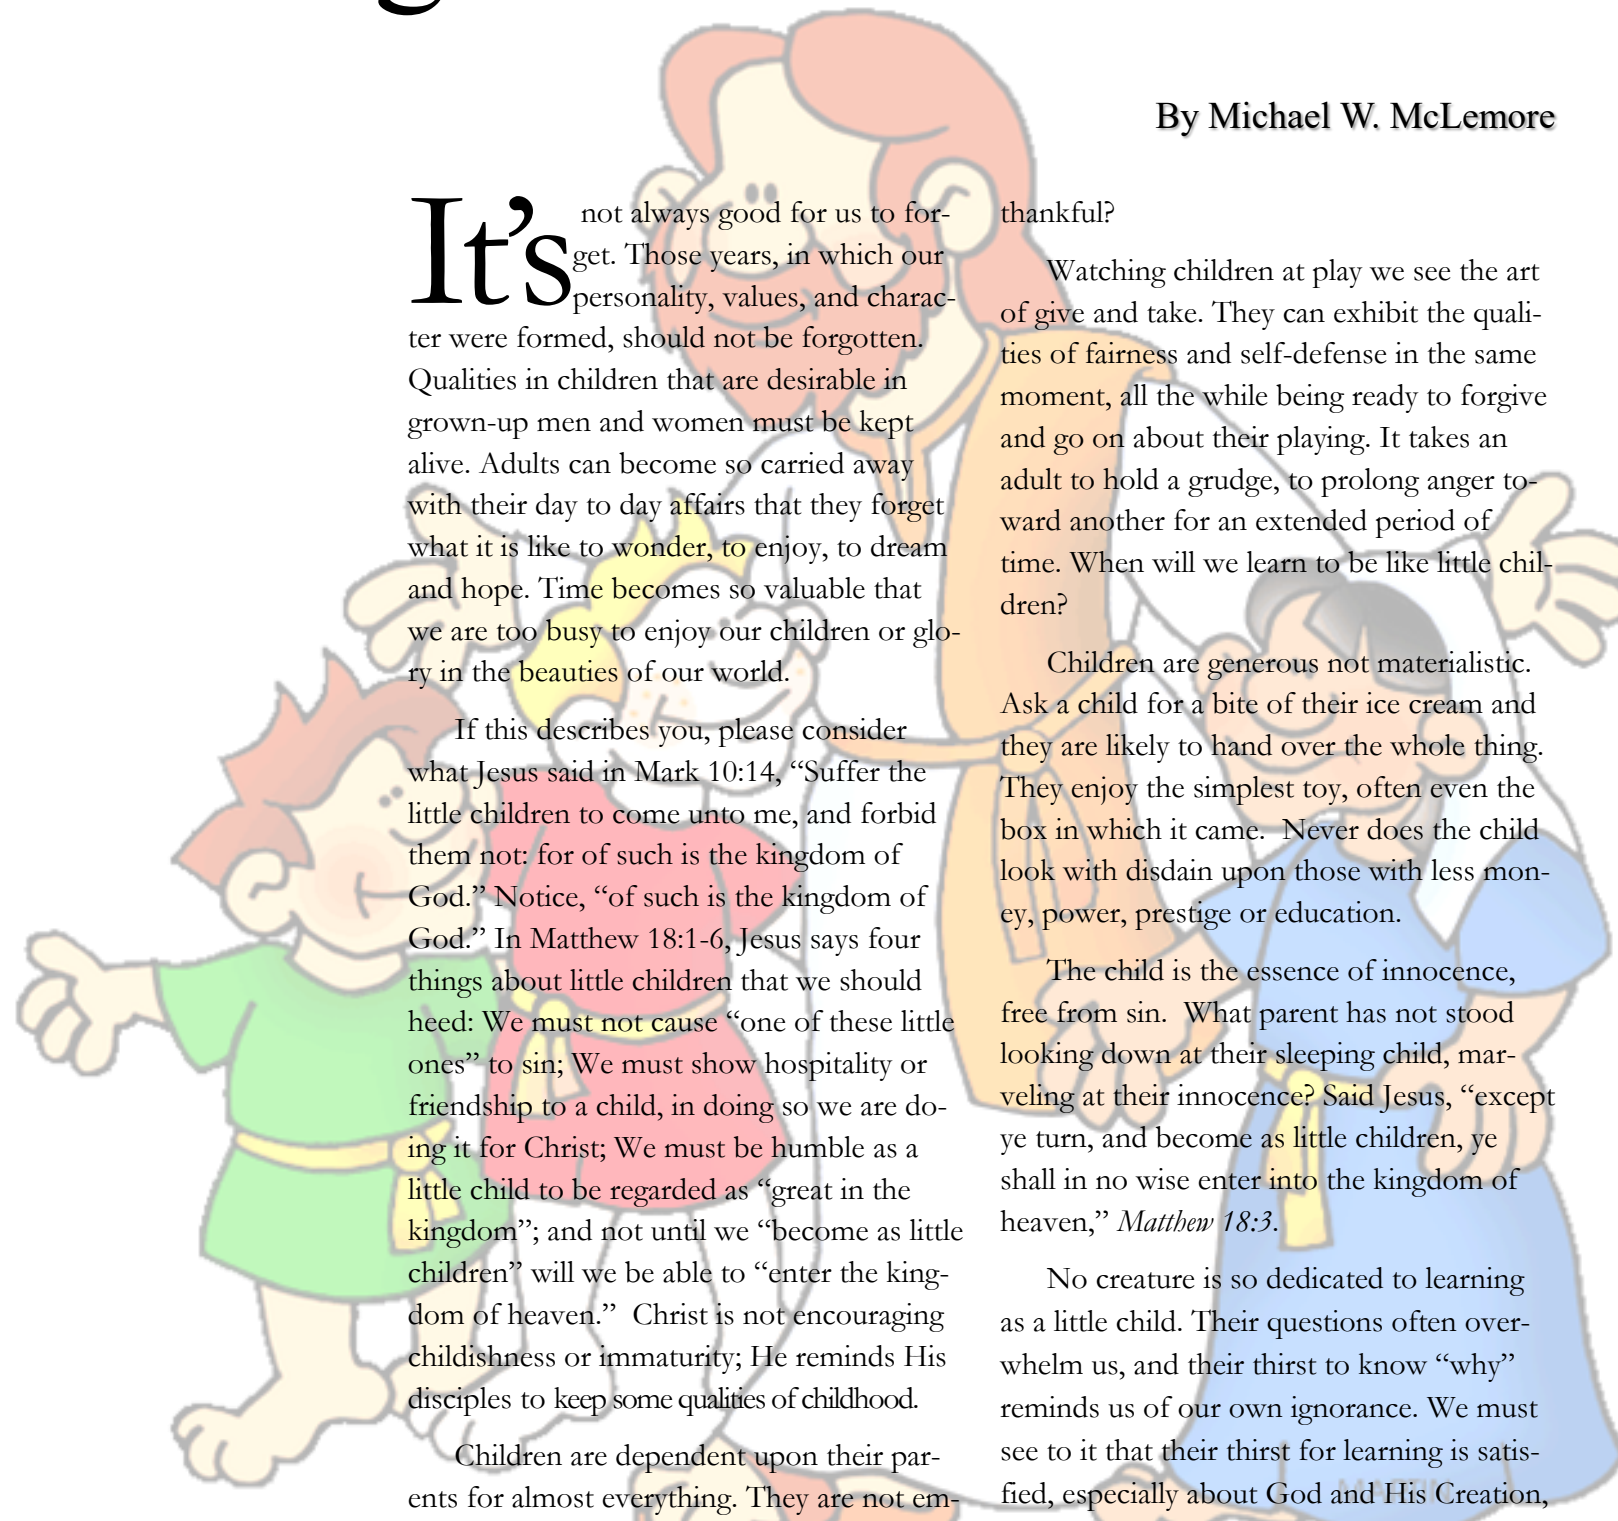 By Michael W. McLemore
It’s not always good for us to for-
get. Those years, in which our
personality, values, and charac-
ter were formed, should not be forgotten.
Qualities in children that are desirable in
grown-up men and women must be kept
alive. Adults can become so carried away
with their day to day affairs that they forget
what it is like to wonder, to enjoy, to dream
and hope. Time becomes so valuable that
we are too busy to enjoy our children or glo-
ry in the beauties of our world.
If this describes you, please consider
what Jesus said in Mark 10:14, “Suffer the
little children to come unto me, and forbid
them not: for of such is the kingdom of
God.” Notice, “of such is the kingdom of
God.” In Matthew 18:1-6, Jesus says four
things about little children that we should
heed: We must not cause “one of these little
ones” to sin; We must show hospitality or
friendship to a child, in doing so we are do-
ing it for Christ; We must be humble as a
little child to be regarded as “great in the
kingdom”; and not until we “become as little
children” will we be able to “enter the king-
dom of heaven.”  Christ is not encouraging
childishness or immaturity; He reminds His
disciples to keep some qualities of childhood.
Children are dependent upon their par-
ents for almost everything. They are not em-
thankful?
Watching children at play we see the art
of give and take. They can exhibit the quali-
ties of fairness and self-defense in the same
moment, all the while being ready to forgive
and go on about their playing. It takes an
adult to hold a grudge, to prolong anger to-
ward another for an extended period of
time. When will we learn to be like little chil-
dren?
Children are generous not materialistic.
Ask a child for a bite of their ice cream and
they are likely to hand over the whole thing.
They enjoy the simplest toy, often even the
box in which it came.  Never does the child
look with disdain upon those with less mon-
ey, power, prestige or education.
The child is the essence of innocence,
free from sin.  What parent has not stood
looking down at their sleeping child, mar-
veling at their innocence? Said Jesus, “except
ye turn, and become as little children, ye
shall in no wise enter into the kingdom of
heaven,” Matthew 18:3.
No creature is so dedicated to learning
as a little child. Their questions often over-
whelm us, and their thirst to know “why”
reminds us of our own ignorance. We must
see to it that their thirst for learning is satis-
fied, especially about God and His Creation,
MARTIN